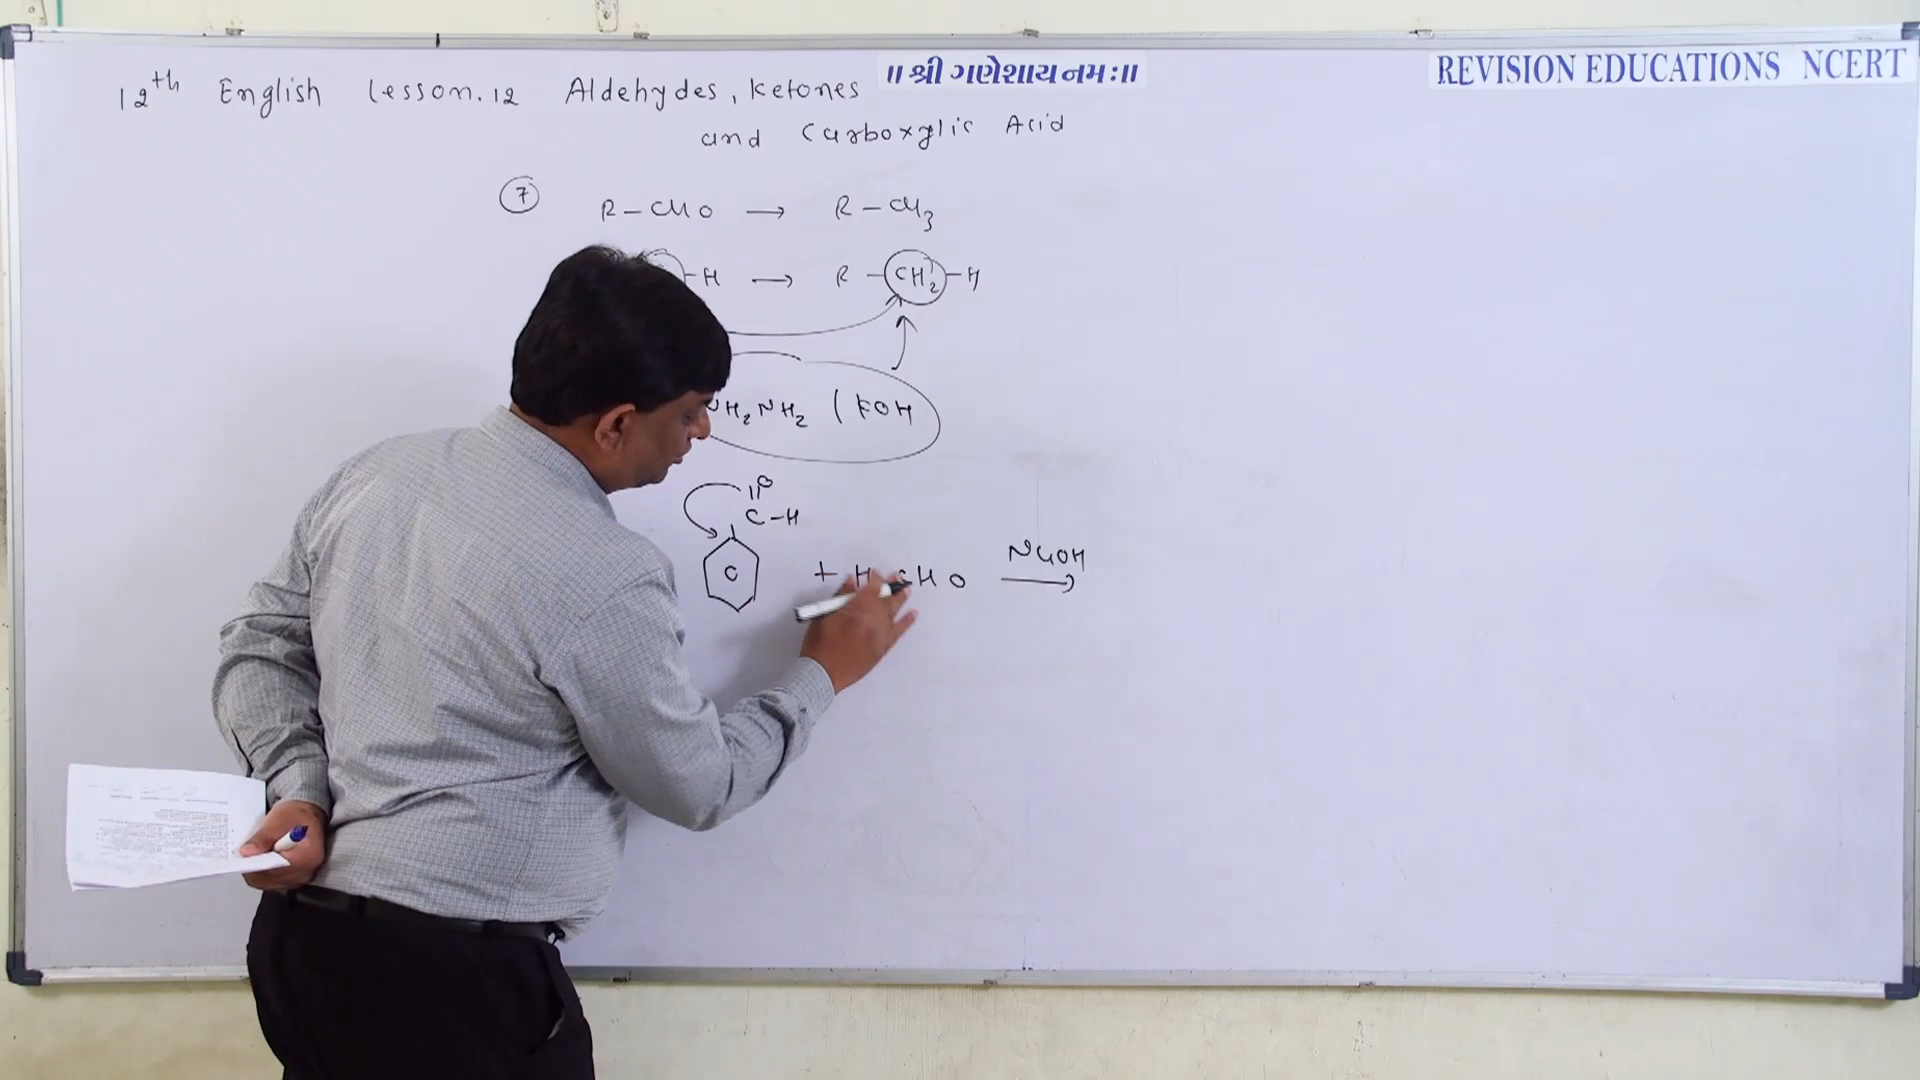 12th English Lesson.12 Aldehydes, Ketones
and Carboxylic Acid
॥ श्री ગણેશાય નમઃ॥
REVISION EDUCATIONS NCERT
7
R-CHO → R-CH3
-H → R-CH2-H
NH2NH2 (KOH
O
C-H
C + H CHO NaOH →